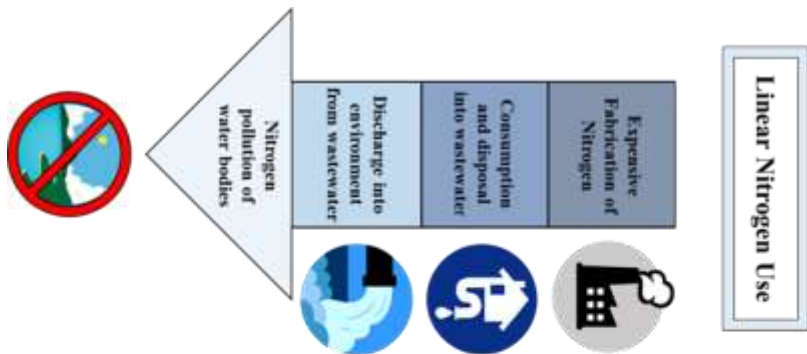 Linear Nitrogen Use
Expensive
Fabrication of
Nitrogen
Consumption
and disposal
into wastewater
Discharge into
environment
from wastewater
Nitrogen
pollution of
water bodies